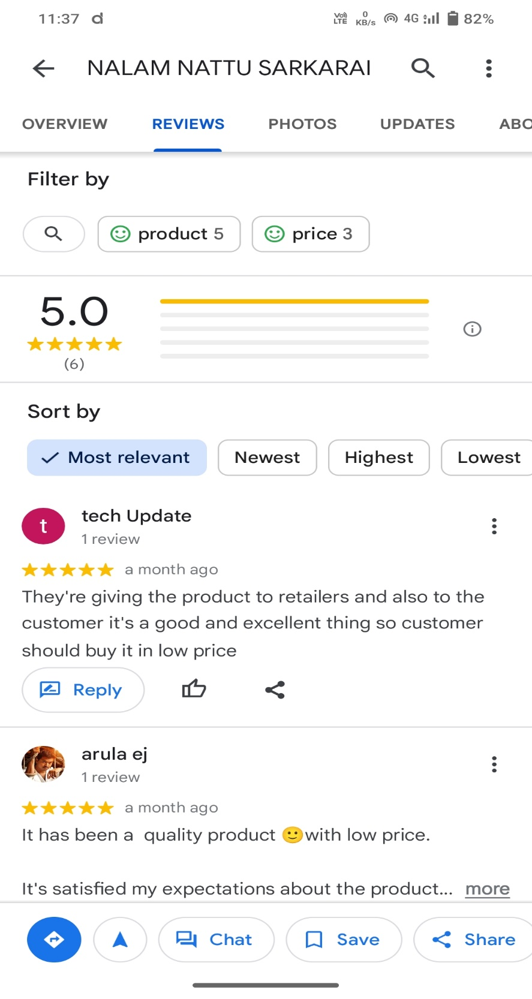 11:37
Vo) LTE 0 KB/s 4G 82%
NALAM NATTU SARKARAI
OVERVIEW REVIEWS PHOTOS UPDATES ABO
Filter by
product 5 price 3
5.0
(6)
Sort by
Most relevant Newest Highest Lowest
t
tech Update
1 review
a month ago
They're giving the product to retailers and also to the
customer it's a good and excellent thing so customer
should buy it in low price
Reply
arula ej
1 review
a month ago
It has been a quality product 🙂with low price.
It's satisfied my expectations about the product... more
Chat Save Share